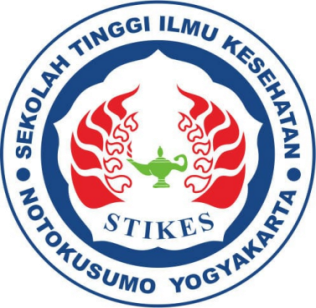 SEKOLAH TINGGI ILMU KESEHATAN
STIKES
NOTOKUSUMO YOGYAKARTA